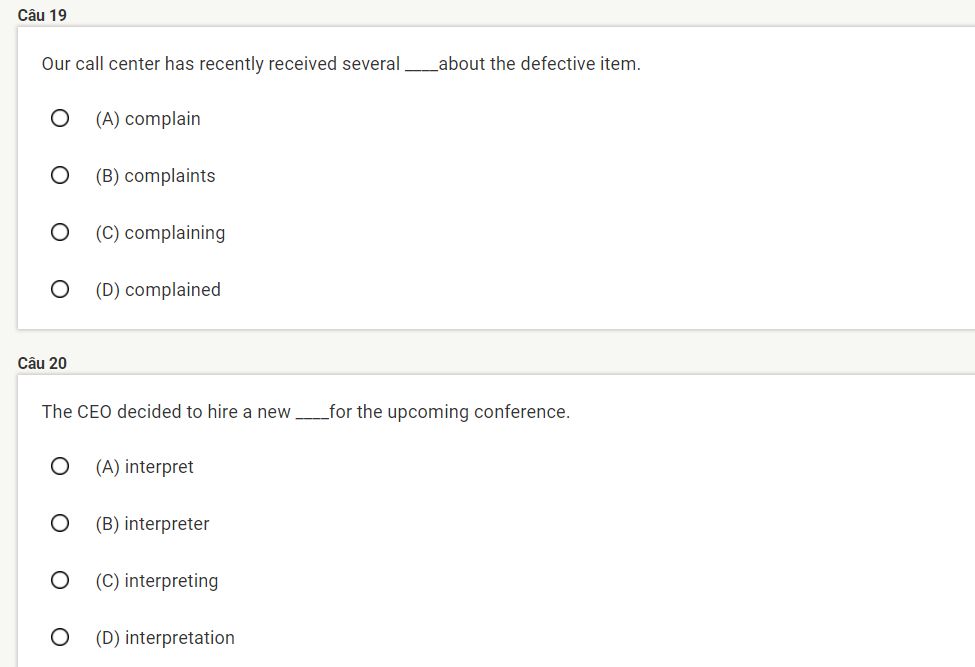 Câu 19
Our call center has recently received several ____about the defective item.
(A) complain
(B) complaints
(C) complaining
(D) complained
Câu 20
The CEO decided to hire a new ____for the upcoming conference.
(A) interpret
(B) interpreter
(C) interpreting
(D) interpretation